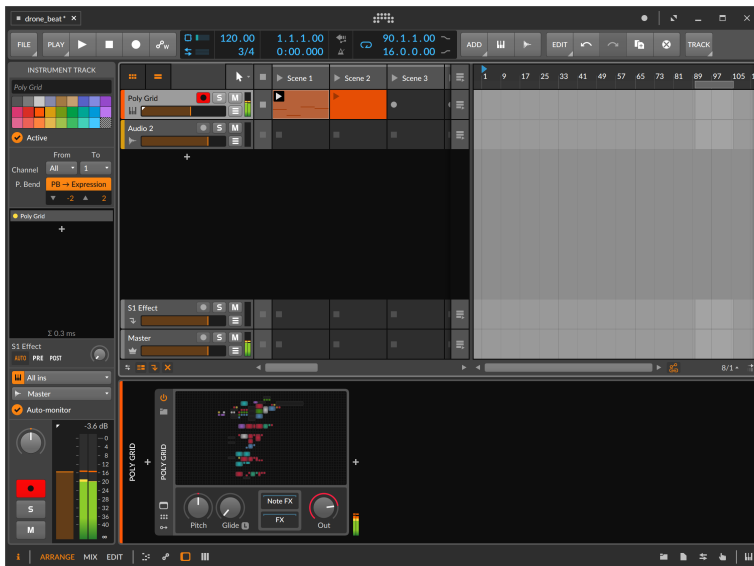 drone_beat*
FILE PLAY 120.00 1.1.1.00 90.1.1.0.00 ADD EDIT TRACK
3/4 0:00.000 16.0.0.00
INSTRUMENT TRACK
Poly Grid
Active
From To
Channel All 1
P. Bend PB → Expression
-2 2
Poly Grid
Σ 0.3 ms
S1 Effect
AUTO PRE POST
All ins
Master
Auto-monitor
-3.6 dB
0
4
8
12
16
20
24
28
32
36
40
∞
S
M
Scene 1 Scene 2 Scene 3
Poly Grid S M
Audio 2 S M
S1 Effect S M
Master S M
1 9 17 25 33 41 49 57 65 73 81 89 97 105
8/1
POLY GRID
POLY GRID
Pitch Glide L Note FX FX Out
i ARRANGE MIX EDIT